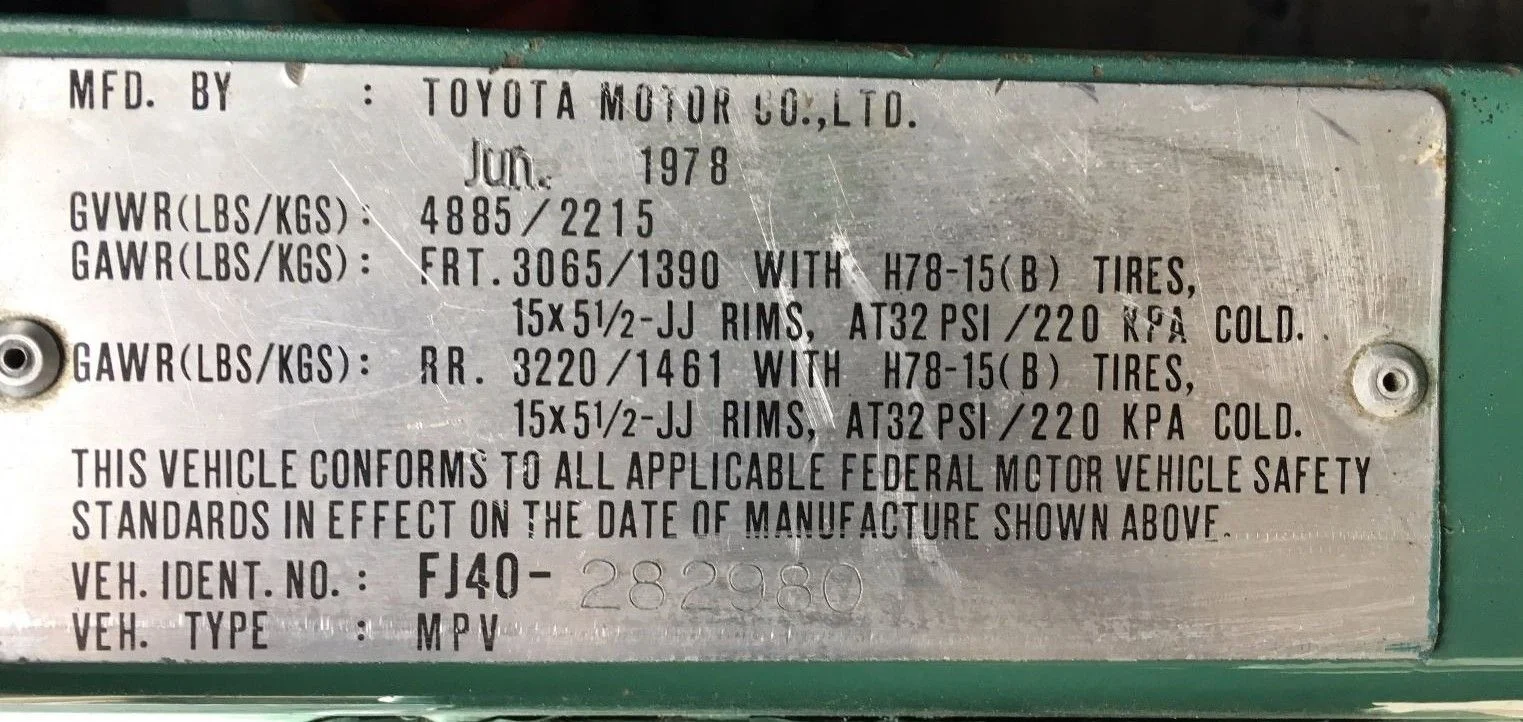 MFD. BY : TOYOTA MOTOR CO.,LTD.
Jun. 1978
GVWR(LBS/KGS): 4885/2215
GAWR(LBS/KGS): FRT. 3065/1390 WITH H78-15(B) TIRES,
15x51/2-JJ RIMS, AT32 PSI /220 KPA COLD.
GAWR(LBS/KGS): RR. 3220/1461 WITH H78-15(B) TIRES,
15x51/2-JJ RIMS, AT32 PSI /220 KPA COLD.
THIS VEHICLE CONFORMS TO ALL APPLICABLE FEDERAL MOTOR VEHICLE SAFETY
STANDARDS IN EFFECT ON THE DATE OF MANUFACTURE SHOWN ABOVE.
VEH. IDENT. NO. : FJ40- 282980
VEH. TYPE : MPV